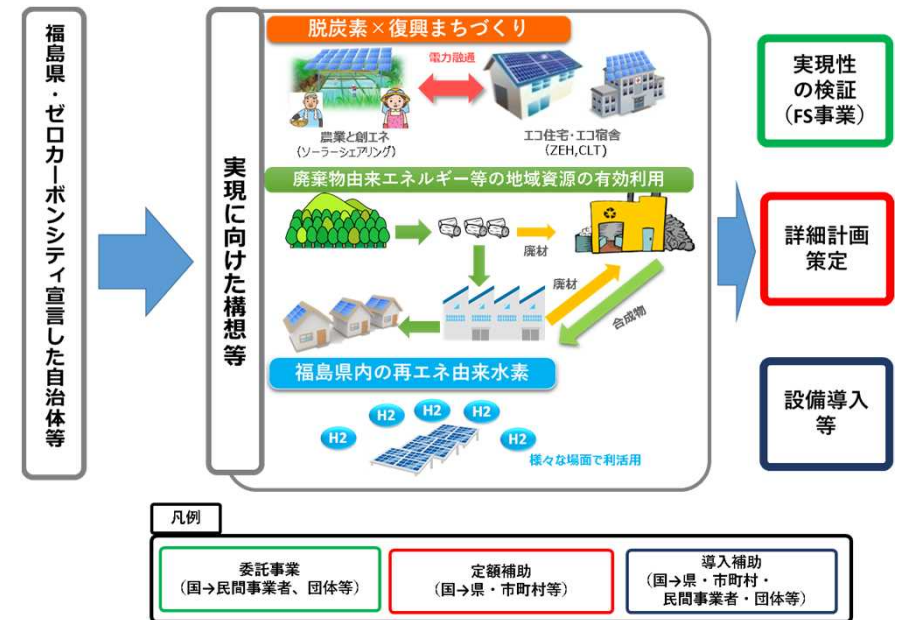 福島県・ゼロカーボンシティ宣言した自治体等
実現に向けた構想等
脱炭素×復興まちづくり
電力融通
農業と創エネ
(ソーラーシェアリング)
エコ住宅・エコ宿舎
(ZEH,CLT)
廃棄物由来エネルギー等の地域資源の有効利用
廃材
廃材
合成物
福島県内の再エネ由来水素
H2
H2
H2
H2
H2
様々な場面で利活用
実現性
の検証
(FS事業)
詳細計画
策定
設備導入
等
凡例
委託事業
(国→民間事業者、団体等)
定額補助
(国→県・市町村等)
導入補助
(国→県・市町村・
民間事業者・団体等)